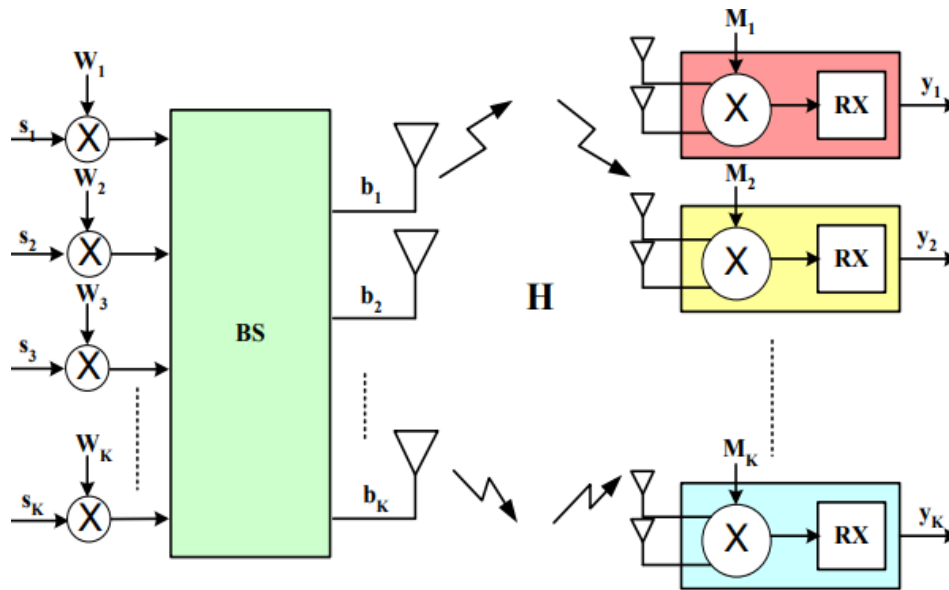 W1
s1
X
W2
s2
X
W3
s3
X
WK
sK
X
BS
b1
b2
bK
H
M1
X
RX
y1
M2
X
RX
y2
MK
X
RX
yK